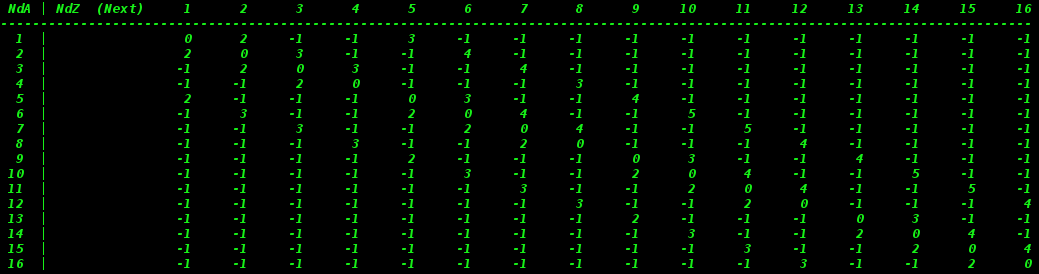 NdA | NdZ (Next) 1 2 3 4 5 6 7 8 9 10 11 12 13 14 15 16
--------------------------------------------------------------------------------------------------------------------------------
1 | 0 2 -1 -1 3 -1 -1 -1 -1 -1 -1 -1 -1 -1 -1 -1
2 | 2 0 3 -1 -1 4 -1 -1 -1 -1 -1 -1 -1 -1 -1 -1
3 | -1 2 0 3 -1 -1 4 -1 -1 -1 -1 -1 -1 -1 -1 -1
4 | -1 -1 2 0 -1 -1 -1 3 -1 -1 -1 -1 -1 -1 -1 -1
5 | 2 -1 -1 -1 0 3 -1 -1 4 -1 -1 -1 -1 -1 -1 -1
6 | -1 3 -1 -1 2 0 4 -1 -1 5 -1 -1 -1 -1 -1 -1
7 | -1 -1 3 -1 -1 2 0 4 -1 -1 5 -1 -1 -1 -1 -1
8 | -1 -1 -1 3 -1 -1 2 0 -1 -1 -1 4 -1 -1 -1 -1
9 | -1 -1 -1 -1 2 -1 -1 -1 0 3 -1 -1 4 -1 -1 -1
10 | -1 -1 -1 -1 -1 3 -1 -1 2 0 4 -1 -1 5 -1 -1
11 | -1 -1 -1 -1 -1 -1 3 -1 -1 2 0 4 -1 -1 5 -1
12 | -1 -1 -1 -1 -1 -1 -1 3 -1 -1 2 0 -1 -1 -1 4
13 | -1 -1 -1 -1 -1 -1 -1 -1 2 -1 -1 -1 0 3 -1 -1
14 | -1 -1 -1 -1 -1 -1 -1 -1 -1 3 -1 -1 2 0 4 -1
15 | -1 -1 -1 -1 -1 -1 -1 -1 -1 -1 3 -1 -1 2 0 4
16 | -1 -1 -1 -1 -1 -1 -1 -1 -1 -1 -1 3 -1 -1 2 0